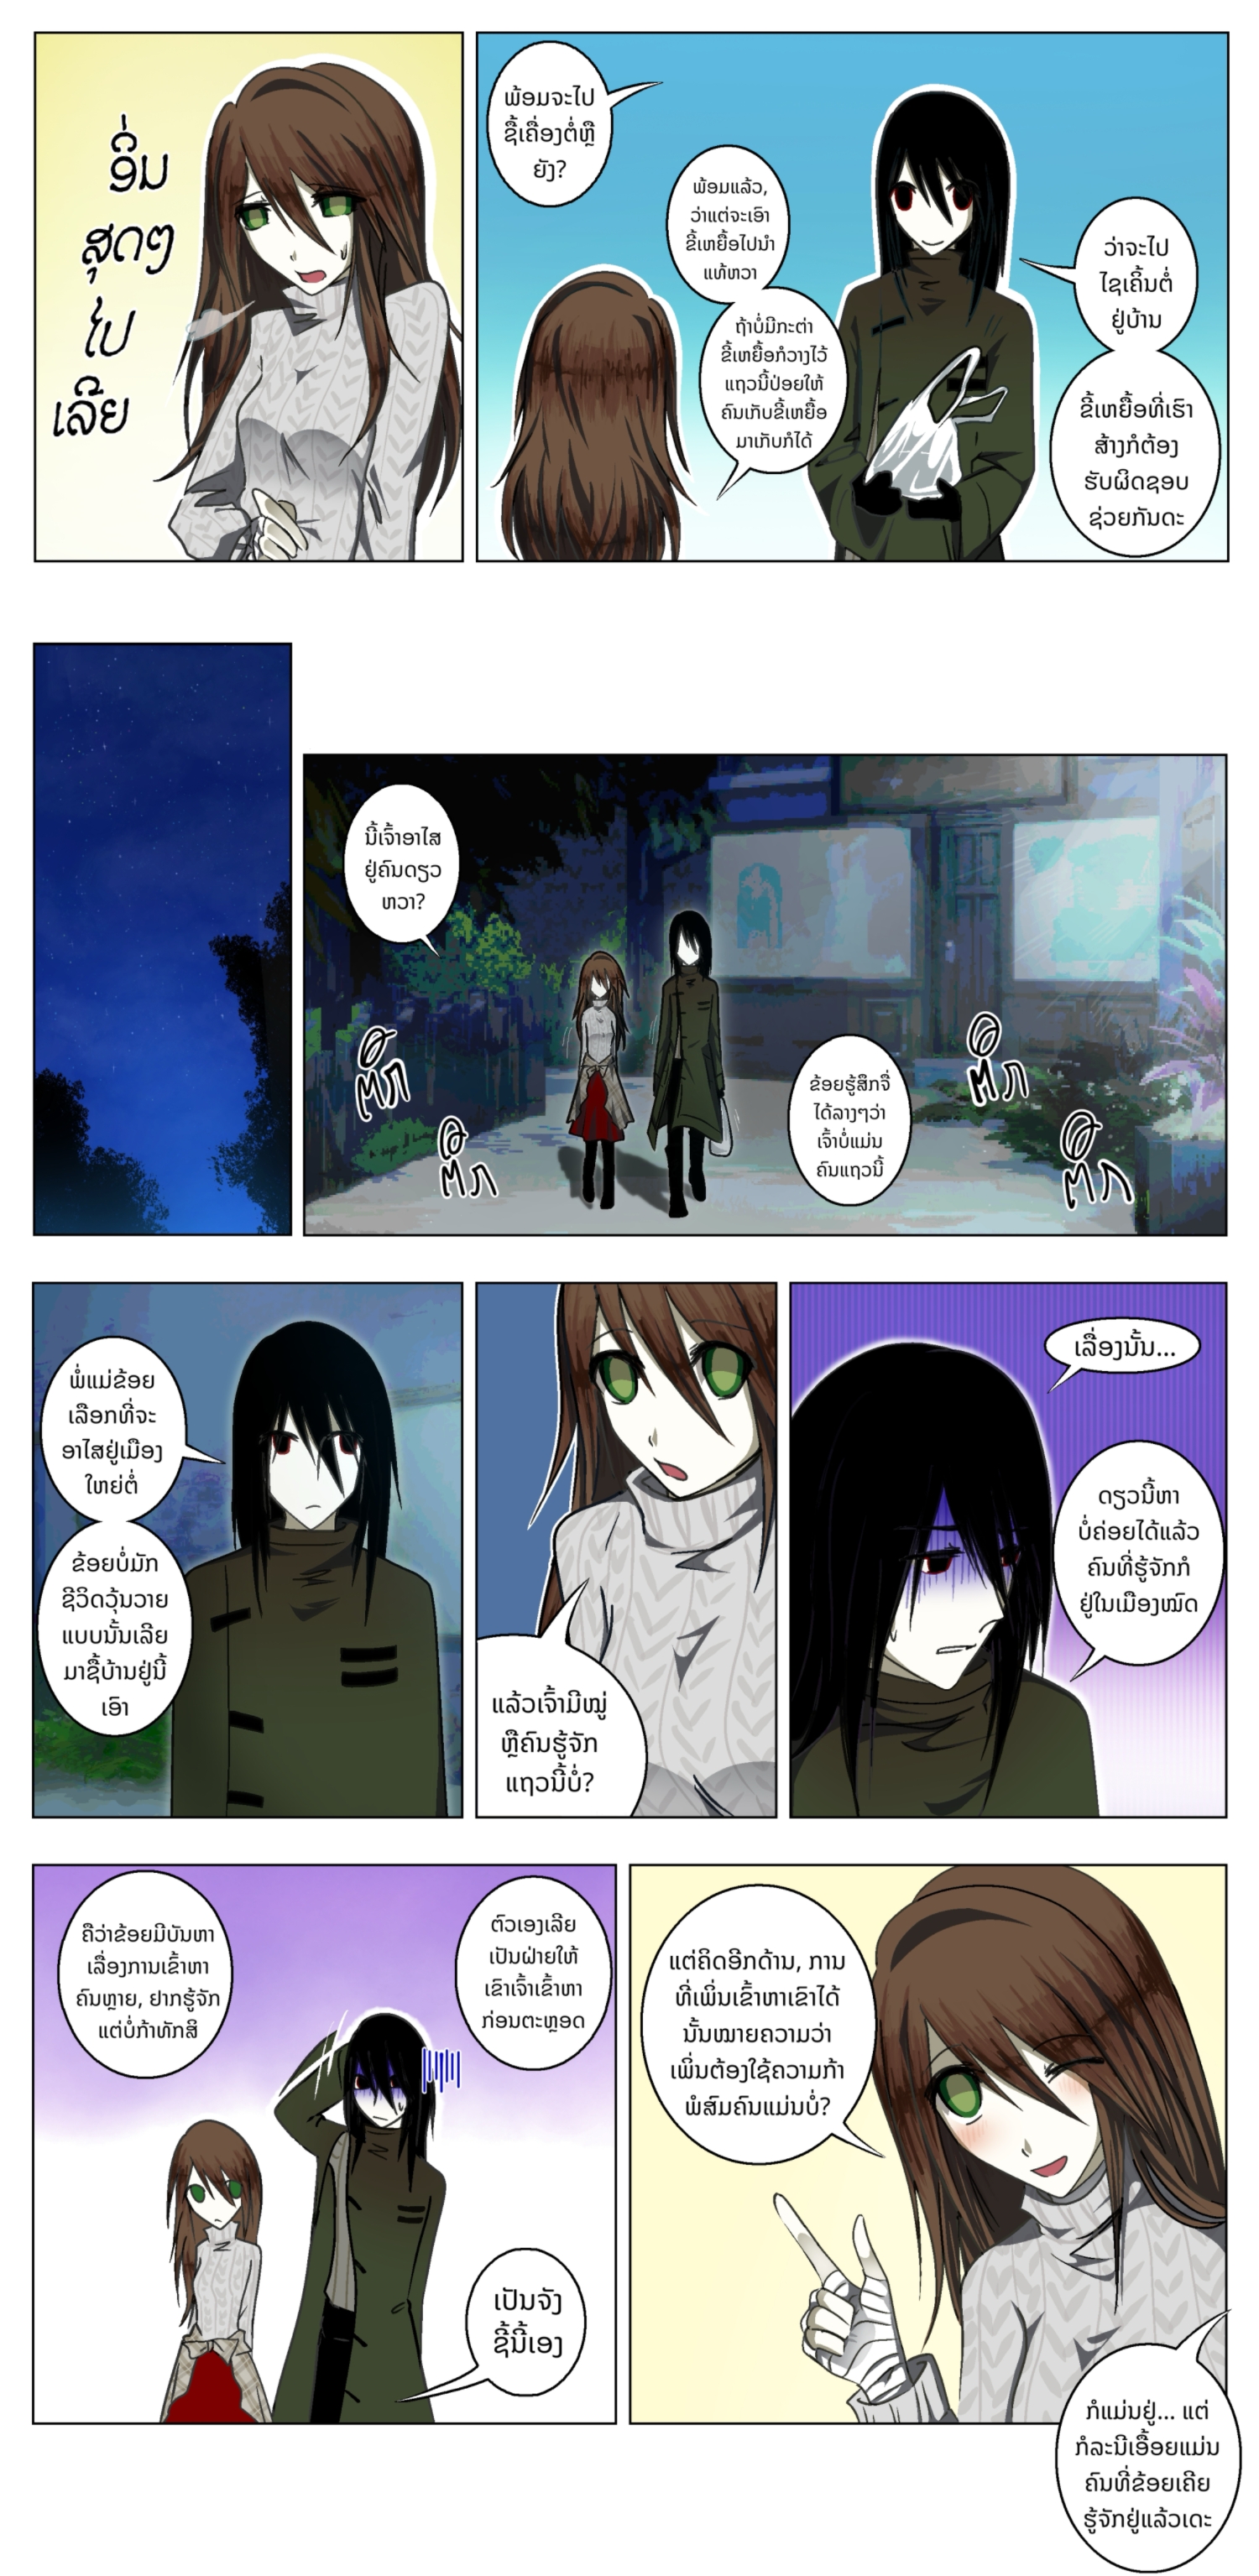 ອິ່ມ
ສຸດໆ
ໄປ
ເລີຍ
ພ້ອມຈະໄປ
ຊື້ເຄື່ອງຕໍ່ຫຼື
ຍັງ?
ພ້ອມແລ້ວ,
ວ່າແຕ່ຈະເອົາ
ຂີ້ເຫຍື້ອໄປນຳ
ແທ້ຫວາ
ຖ້າບໍ່ມີກະຕ່າ
ຂີ້ເຫຍື້ອກໍວາງໄວ້
ແຖວນີ້ປ່ອຍໃຫ້
ຄົນເກັບຂີ້ເຫຍື້ອ
ມາເກັບກໍໄດ້
ວ່າຈະໄປ
ໄຊເຄິ້ນຕໍ່
ຢູ່ບ້ານ
ຂີ້ເຫຍື້ອທີ່ເຮົາ
ສ້າງກໍຕ້ອງ
ຮັບຜິດຊອບ
ຊ່ວຍກັນດະ
ນີ້ເຈົ້າອາໄສ
ຢູ່ຄົນດຽວ
ຫວາ?
ຕຶກ
ຕຶກ
ຂ້ອຍຮູ້ສຶກຈື່
ໄດ້ລາງໆວ່າ
ເຈົ້າບໍ່ແມ່ນ
ຄົນແຖວນີ້
ຕຶກ
ຕຶກ
ພໍ່ແມ່ຂ້ອຍ
ເລືອກທີ່ຈະ
ອາໄສຢູ່ເມືອງ
ໃຫຍ່ຕໍ່
ຂ້ອຍບໍ່ມັກ
ຊີວິດວຸ້ນວາຍ
ແບບນັ້ນເລີຍ
ມາຊື້ບ້ານຢູ່ນີ້
ເອົາ
ແລ້ວເຈົ້າມີໝູ່
ຫຼືຄົນຮູ້ຈັກ
ແຖວນີ້ບໍ່?
ເລື່ອງນັ້ນ...
ດຽວນີ້ຫາ
ບໍ່ຄ່ອຍໄດ້ແລ້ວ
ຄົນທີ່ຮູ້ຈັກກໍ
ຢູ່ໃນເມືອງໝົດ
ຄືວ່າຂ້ອຍມີບັນຫາ
ເລື່ອງການເຂົ້າຫາ
ຄົນຫຼາຍ, ຢາກຮູ້ຈັກ
ແຕ່ບໍ່ກ້າທັກສິ
ຕົວເອງເລີຍ
ເປັນຝ່າຍໃຫ້
ເຂົາເຈົ້າເຂົ້າຫາ
ກ່ອນຕະຫຼອດ
ເປັນຈັງ
ຊີ້ນີ້ເອງ
ແຕ່ຄິດອີກດ້ານ, ການ
ທີ່ເພິ່ນເຂົ້າຫາເຂົາໄດ້
ນັ້ນໝາຍຄວາມວ່າ
ເພິ່ນຕ້ອງໃຊ້ຄວາມກ້າ
ພໍສົມຄົນແມ່ນບໍ່?
ກໍແມ່ນຢູ່... ແຕ່
ກໍລະນີເອື້ອຍແມ່ນ
ຄົນທີ່ຂ້ອຍເຄີຍ
ຮູ້ຈັກຢູ່ແລ້ວເດະ